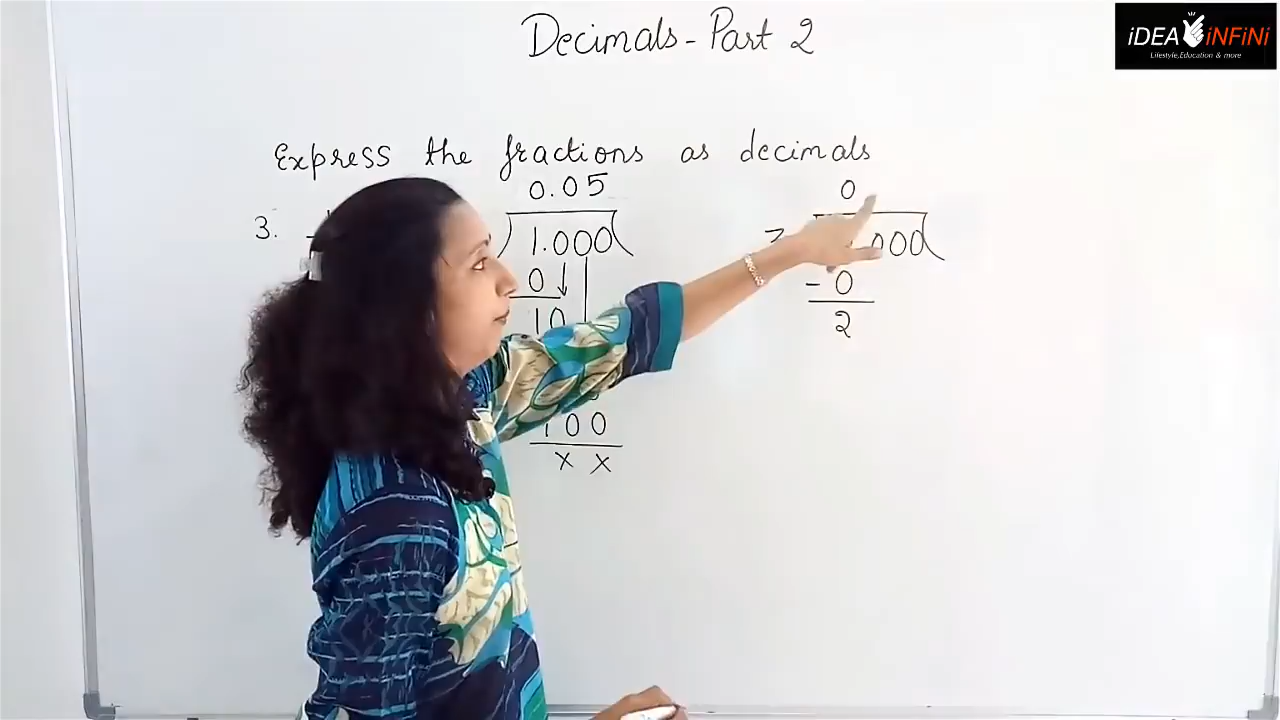 Decimals - Part 2
iDEA iNFiNi
Lifestyle,Education & more
Express the fractions as decimals
0.05
0
3.
1.000
000
0
- 0
10
2
100
x x